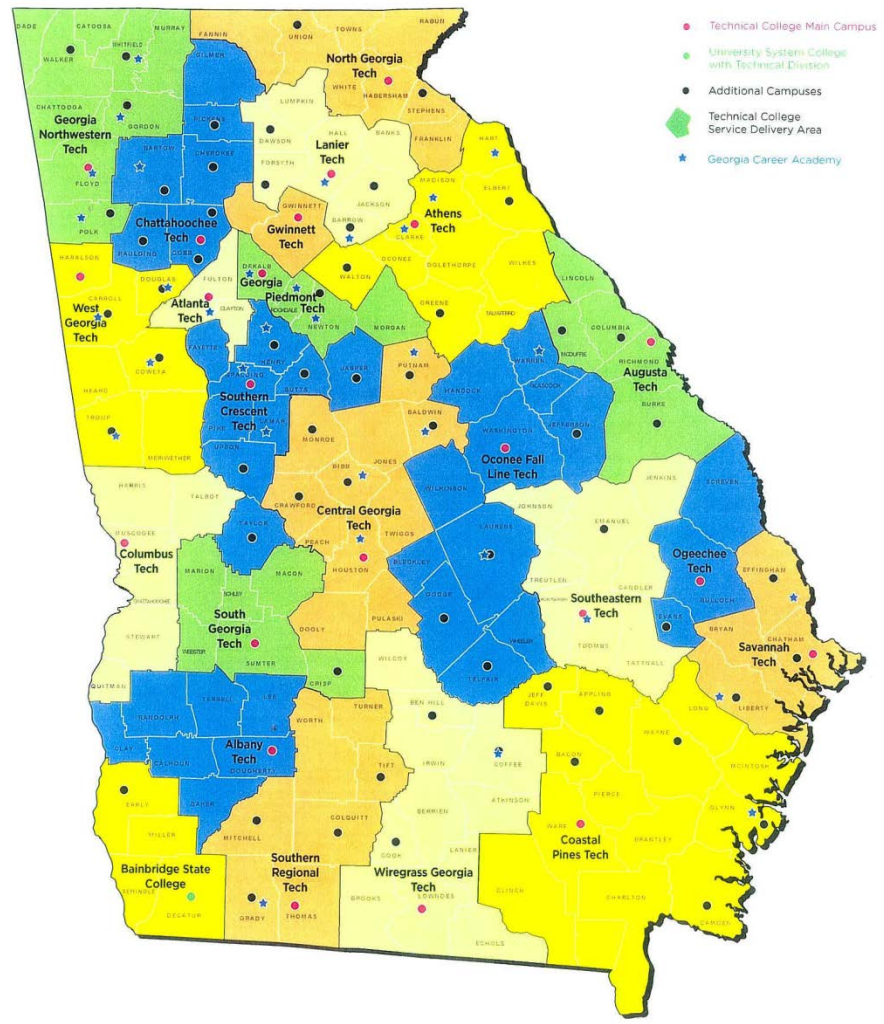 Technical College Main Campus
University System College
with Technical Division
Additional Campuses
Technical College
Service Delivery Area
Georgia Career Academy
DADE
CATOOSA
MURRAY
WHITFIELD
WALKER
FANNIN
UNION
TOWNS
RABUN
GILMER
North Georgia
Tech
WHITE
HABERSHAM
STEPHENS
FRANKLIN
CHATTOOGA
GORDON
Georgia
Northwestern
Tech
PICKENS
LUMPKIN
DAWSON
HALL
BANKS
Lanier
Tech
FORSYTH
JACKSON
BARROW
HART
MADISON
ELBERT
FLOYD
BARTOW
CHEROKEE
POLK
Chattahoochee
Tech
PAULDING
COBB
GWINNETT
Gwinnett
Tech
Athens
Tech
CLARKE
OCONEE
OGLETHORPE
WILKES
WALTON
GREENE
TALIAFERRO
LINCOLN
HARALSON
DOUGLAS
FULTON
DEKALB
Georgia
Piedmont
Tech
ROCKDALE
NEWTON
MORGAN
CARROLL
West
Georgia
Tech
Atlanta
Tech
CLAYTON
COLUMBIA
MCDUFFIE
RICHMOND
Augusta
Tech
BURKE
HEARD
COWETA
FAYETTE
HENRY
SPALDING
Southern
Crescent
Tech
BUTTS
JASPER
PUTNAM
HANCOCK
WARREN
GLASCOCK
TROUP
MERIWETHER
PIKE
LAMAR
UPSON
MONROE
JONES
BALDWIN
WASHINGTON
JEFFERSON
Oconee Fall
Line Tech
JENKINS
SCREVEN
HARRIS
TALBOT
BIBB
CRAWFORD
Central Georgia
Tech
WILKINSON
JOHNSON
EMANUEL
MUSCOGEE
Columbus
Tech
TAYLOR
PEACH
TWIGGS
HOUSTON
BLECKLEY
LAURENS
TREUTLEN
CANDLER
Ogeechee
Tech
BULLOCH
EFFINGHAM
CHATTAHOOCHEE
MARION
SCHLEY
MACON
DOOLY
PULASKI
DODGE
Southeastern
Tech
TOOMBS
TATTNALL
EVANS
BRYAN
CHATHAM
Savannah
Tech
STEWART
South
Georgia
Tech
WEBSTER
SUMTER
CRISP
WILCOX
TELFAIR
WHEELER
LIBERTY
LONG
QUITMAN
RANDOLPH
TERRELL
LEE
TURNER
WORTH
BEN HILL
JEFF
DAVIS
APPLING
WAYNE
MCINTOSH
CLAY
CALHOUN
Albany
Tech
DOUGHERTY
TIFT
IRWIN
COFFEE
BACON
PIERCE
GLYNN
EARLY
BAKER
BERRIEN
ATKINSON
WARE
Coastal
Pines Tech
BRANTLEY
MILLER
MITCHELL
COLQUITT
COOK
LANIER
Bainbridge State
College
SEMINOLE
DECATUR
GRADY
Southern
Regional
Tech
THOMAS
BROOKS
Wiregrass Georgia
Tech
LOWNDES
ECHOLS
CLINCH
CHARLTON
CAMDEN